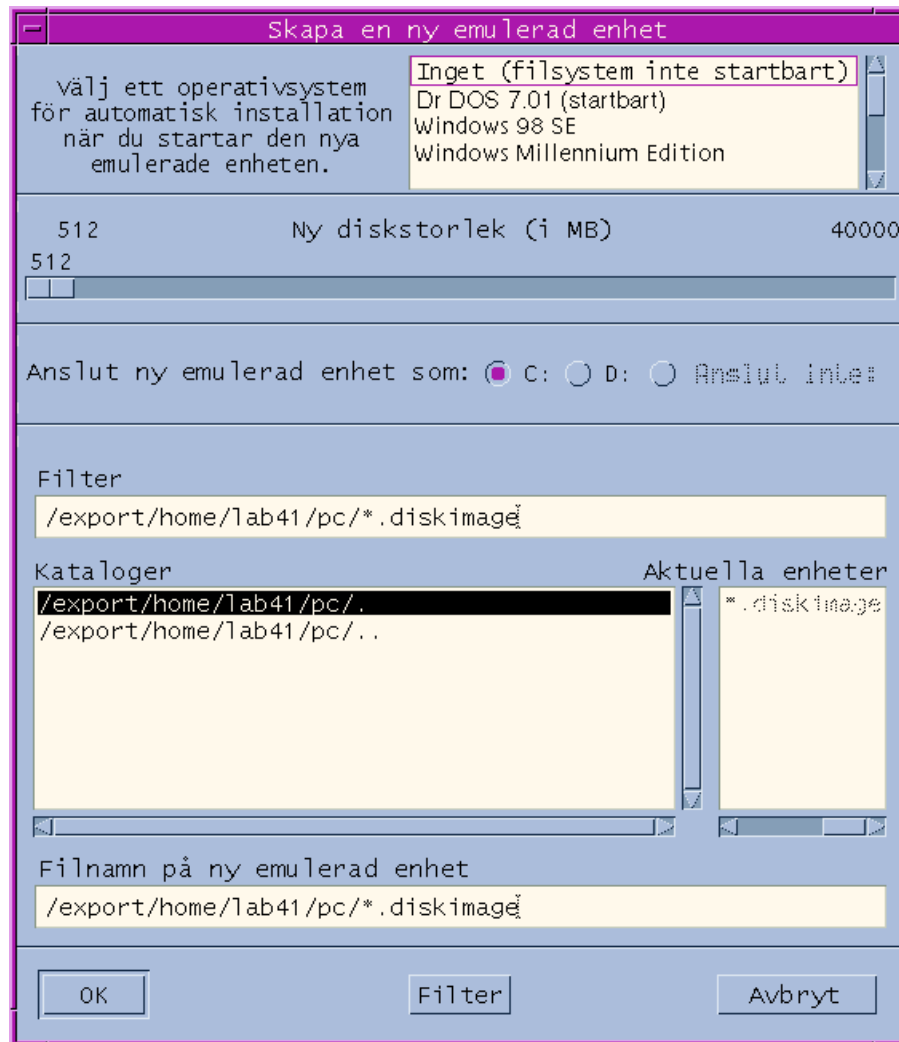 Skapa en ny emulerad enhet
Välj ett operativsystem
för automatisk installation
när du startar den nya
emulerade enheten.
Inget (filsystem inte startbart)
Dr DOS 7.01 (startbart)
Windows 98 SE
Windows Millennium Edition
512 Ny diskstorlek (i MB) 40000
512
Anslut ny emulerad enhet som: C: D: Anslut inte:
Filter
/export/home/lab41/pc/*.diskimage
Kataloger Aktuella enheter
/export/home/lab41/pc/. *.diskimage
/export/home/lab41/pc/..
Filnamn på ny emulerad enhet
/export/home/lab41/pc/*.diskimage
OK Filter Avbryt